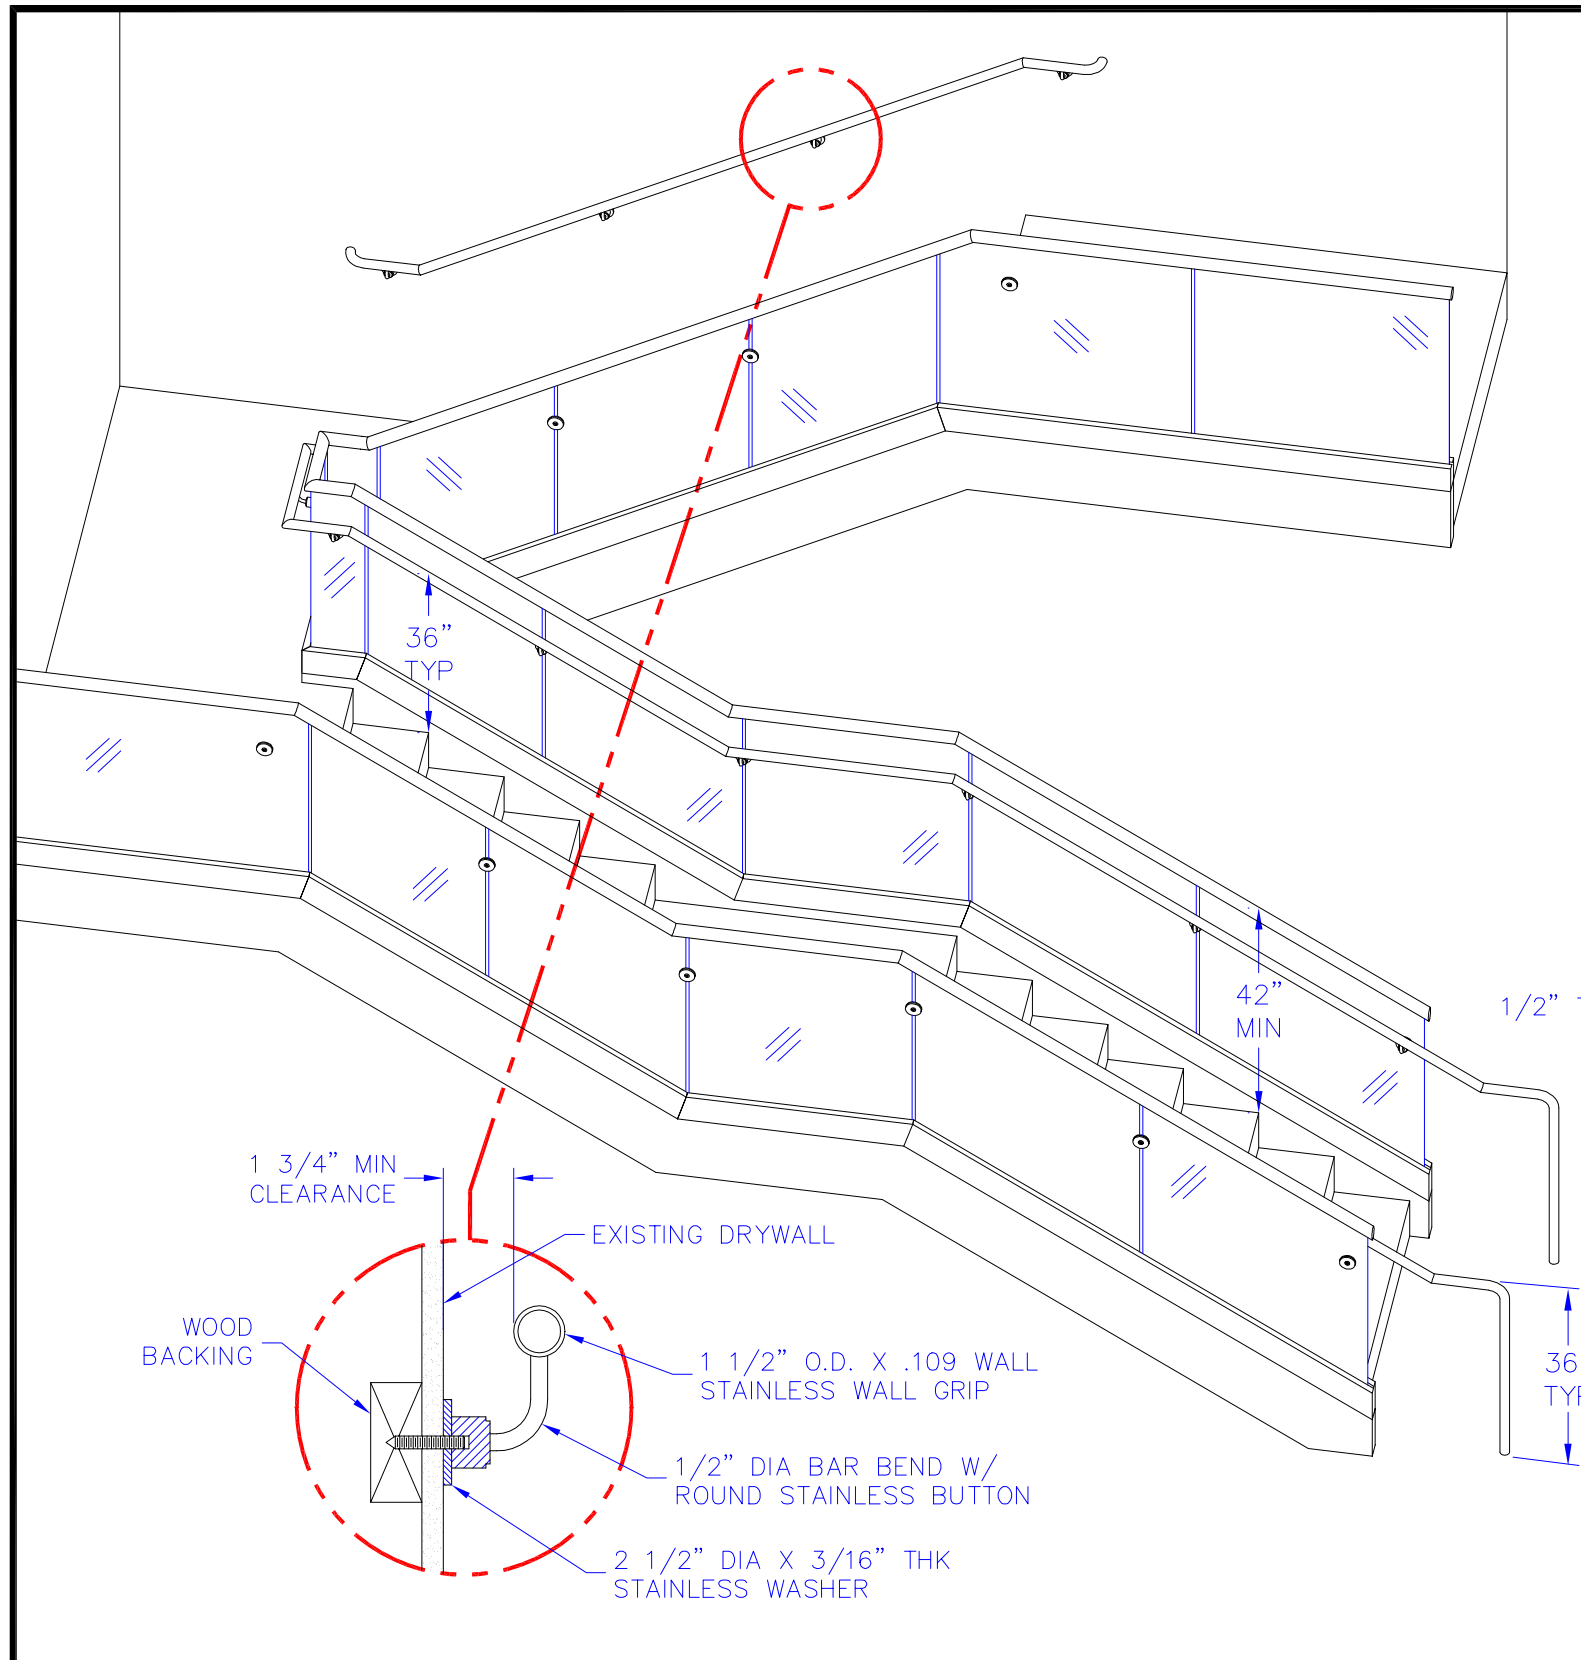 36"
TYP
42"
MIN
1/2"
1 3/4" MIN
CLEARANCE
EXISTING DRYWALL
WOOD
BACKING
1 1/2" O.D. X .109 WALL
STAINLESS WALL GRIP
36
TYP
1/2" DIA BAR BEND W/
ROUND STAINLESS BUTTON
2 1/2" DIA X 3/16" THK
STAINLESS WASHER